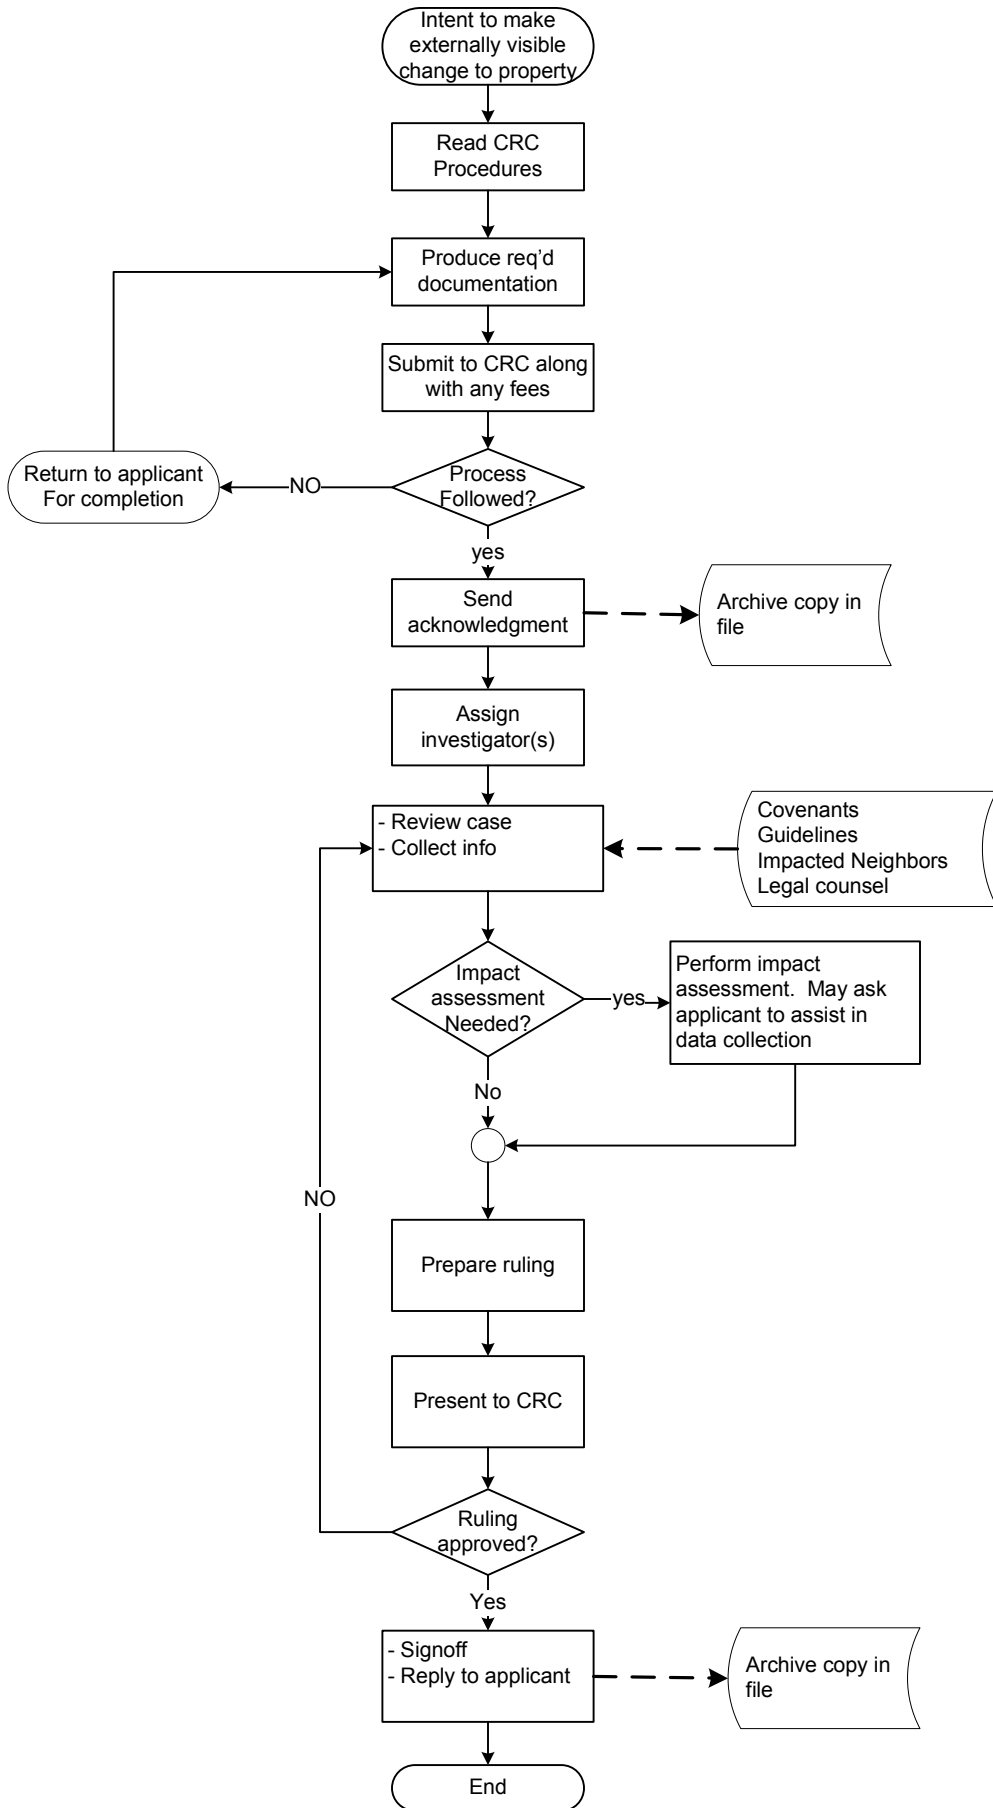 Intent to make
externally visible
change to property
Read CRC
Procedures
Produce req’d
documentation
Submit to CRC along
with any fees
Process
Followed?
NO
Return to applicant
For completion
yes
Send
acknowledgment
Archive copy in
file
Assign
investigator(s)
- Review case
- Collect info
Covenants
Guidelines
Impacted Neighbors
Legal counsel
Impact
assessment
Needed?
yes
Perform impact
assessment.  May ask
applicant to assist in
data collection
No
NO
Prepare ruling
Present to CRC
Ruling
approved?
Yes
- Signoff
- Reply to applicant
Archive copy in
file
End